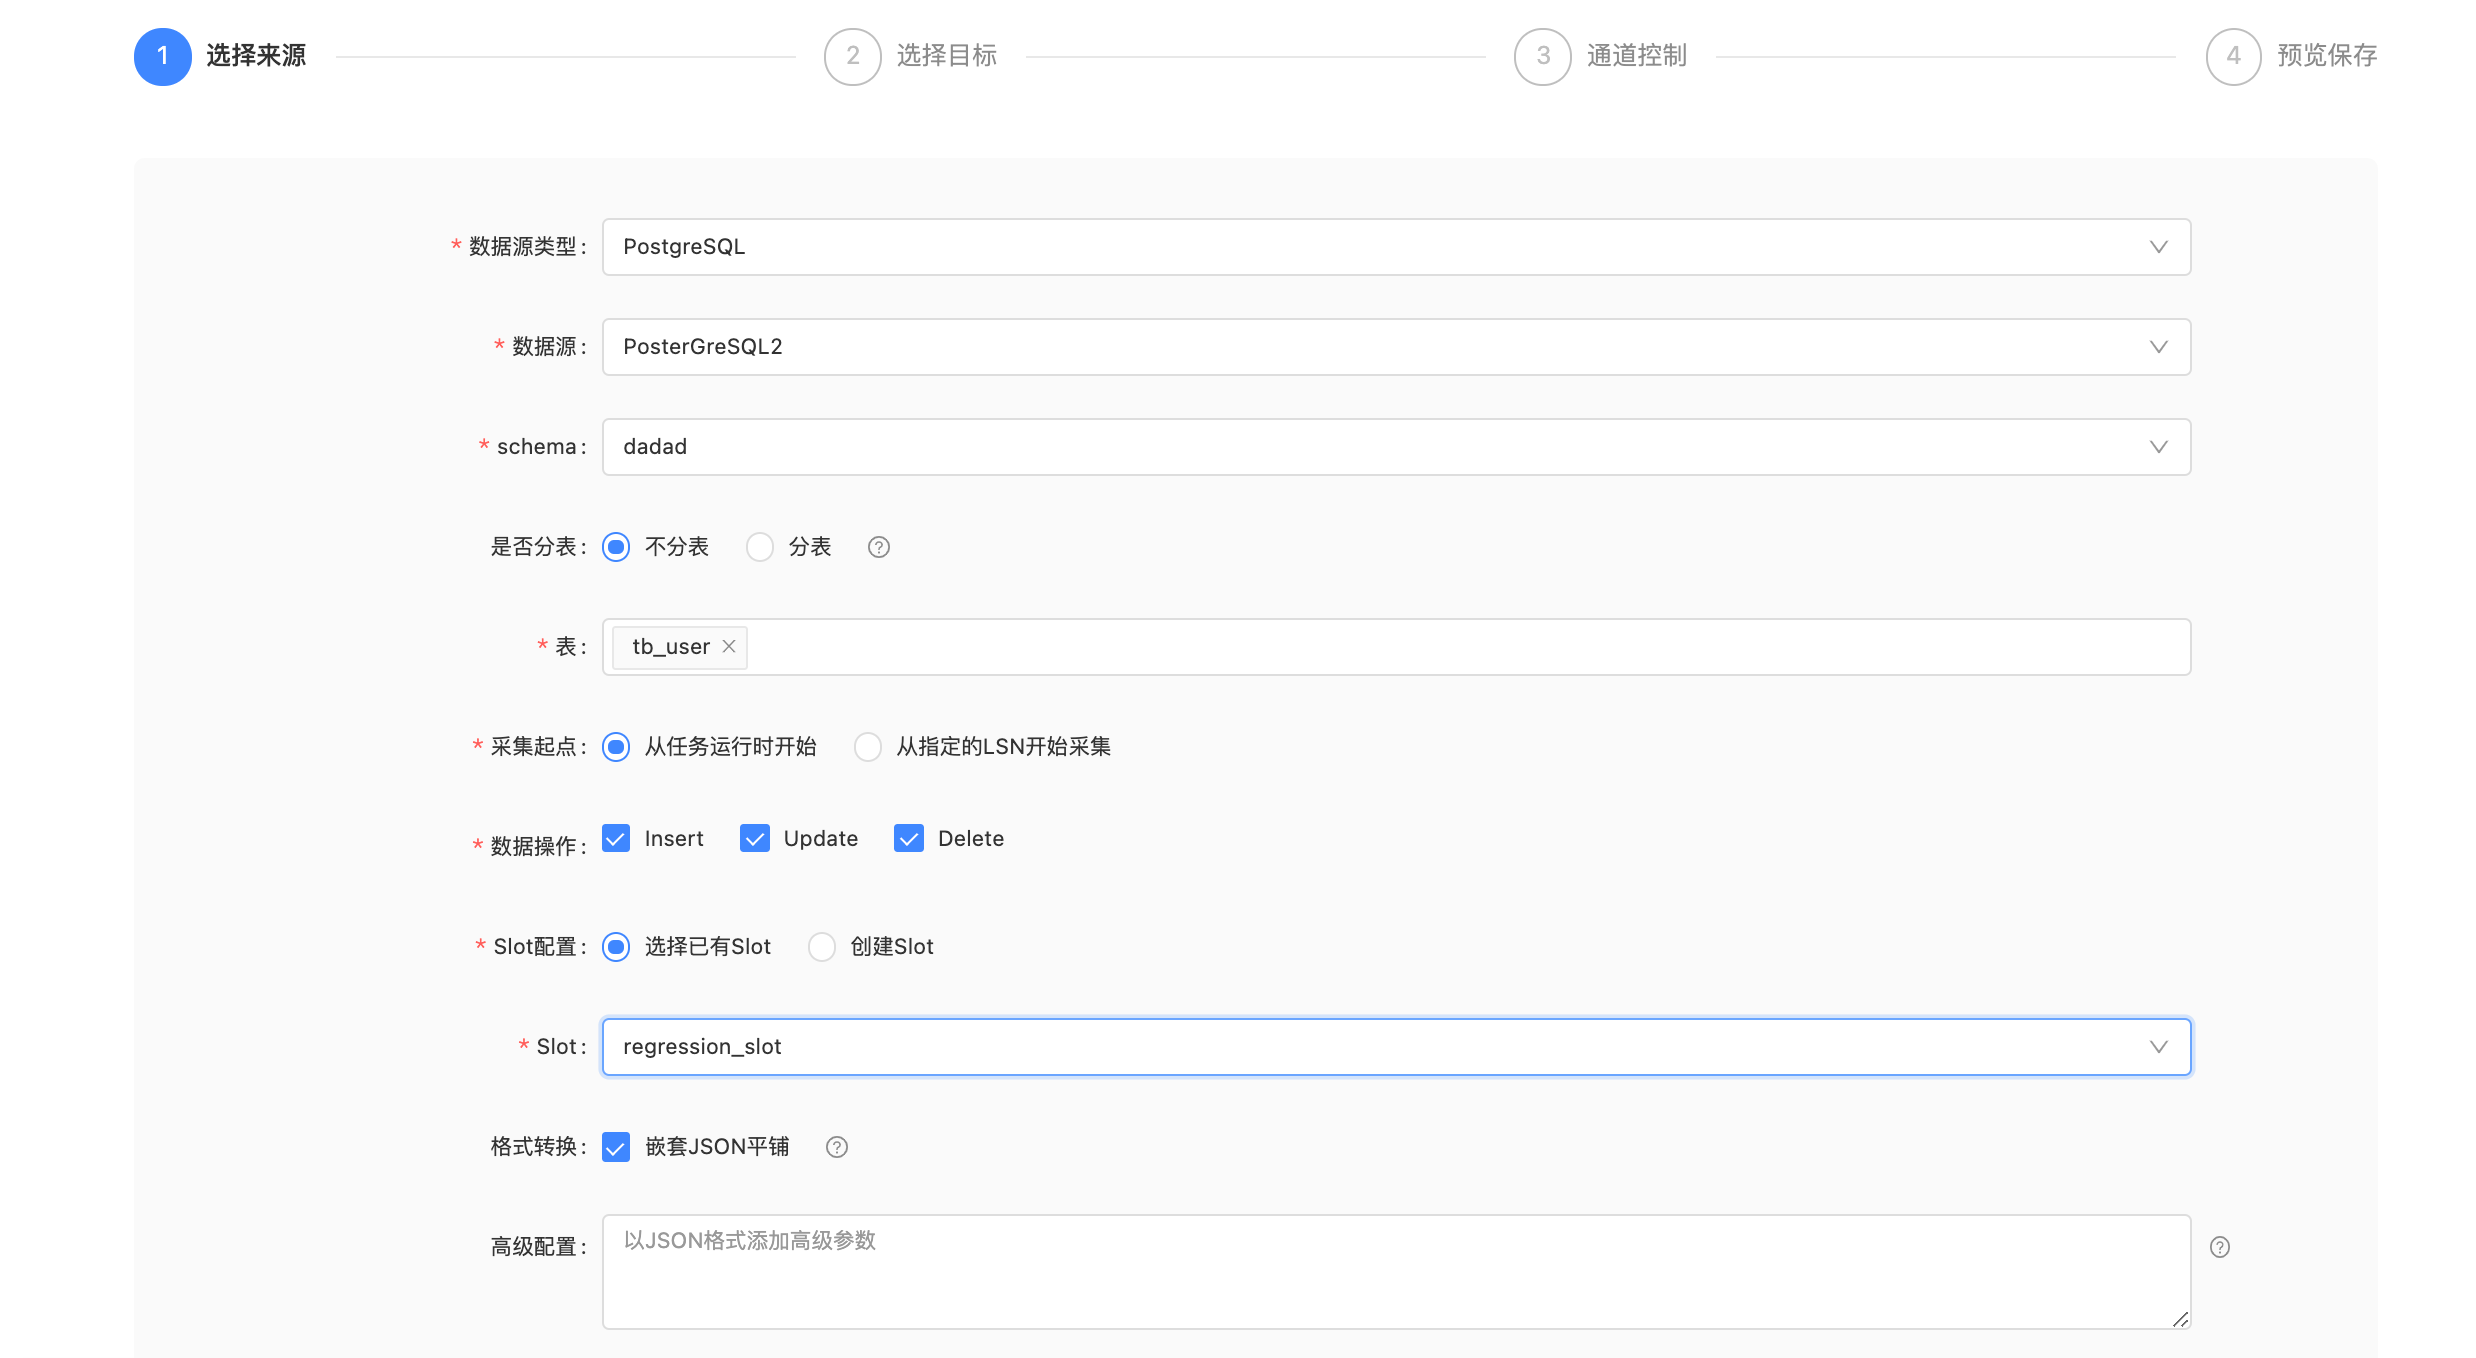 1 选择来源 2 选择目标 3 通道控制 4 预览保存
* 数据源类型: PostgreSQL
* 数据源: PosterGreSQL2
* schema: dadad
是否分表: 不分表 分表 ?
* 表: tb_user ×
* 采集起点: 从任务运行时开始 从指定的LSN开始采集
* 数据操作: Insert Update Delete
* Slot配置: 选择已有Slot 创建Slot
* Slot: regression_slot
格式转换: 嵌套JSON平铺 ?
高级配置: 以JSON格式添加高级参数 ?